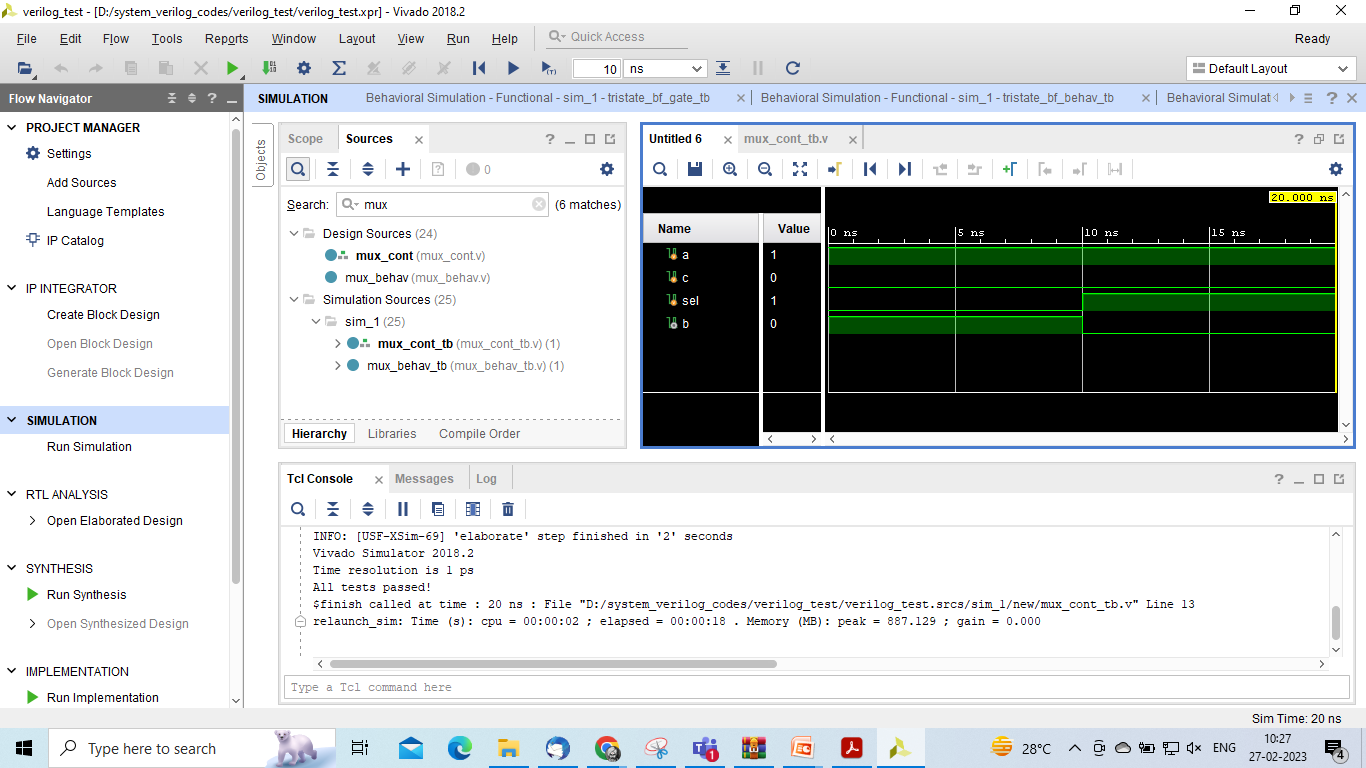 verilog_test - [D:/system_verilog_codes/verilog_test/verilog_test.xpr] - Vivado 2018.2
File Edit Flow Tools Reports Window Layout View Run Help Quick Access Ready
10 ns Default Layout
Flow Navigator
SIMULATION Behavioral Simulation - Functional - sim_1 - tristate_bf_gate_tb Behavioral Simulation - Functional - sim_1 - tristate_bf_behav_tb Behavioral Simulat
PROJECT MANAGER
Settings
Add Sources
Language Templates
IP Catalog
IP INTEGRATOR
Create Block Design
Open Block Design
Generate Block Design
SIMULATION
Run Simulation
RTL ANALYSIS
Open Elaborated Design
SYNTHESIS
Run Synthesis
Open Synthesized Design
IMPLEMENTATION
Run Implementation
Objects
Scope Sources
0
Search: mux (6 matches)
Design Sources (24)
mux_cont (mux_cont.v)
mux_behav (mux_behav.v)
Simulation Sources (25)
sim_1 (25)
mux_cont_tb (mux_cont_tb.v) (1)
mux_behav_tb (mux_behav_tb.v) (1)
Hierarchy Libraries Compile Order
Untitled 6 mux_cont_tb.v
20.000 ns
Name Value 0 ns 5 ns 10 ns 15 ns
a 1
c 0
sel 1
b 0
Tcl Console Messages Log
INFO: [USF-XSim-69] 'elaborate' step finished in '2' seconds
Vivado Simulator 2018.2
Time resolution is 1 ps
All tests passed!
$finish called at time : 20 ns : File "D:/system_verilog_codes/verilog_test/verilog_test.srcs/sim_1/new/mux_cont_tb.v" Line 13
relaunch_sim: Time (s): cpu = 00:00:02 ; elapsed = 00:00:18 . Memory (MB): peak = 887.129 ; gain = 0.000
Type a Tcl command here
Sim Time: 20 ns
Type here to search
28°C ENG 10:27
27-02-2023 4